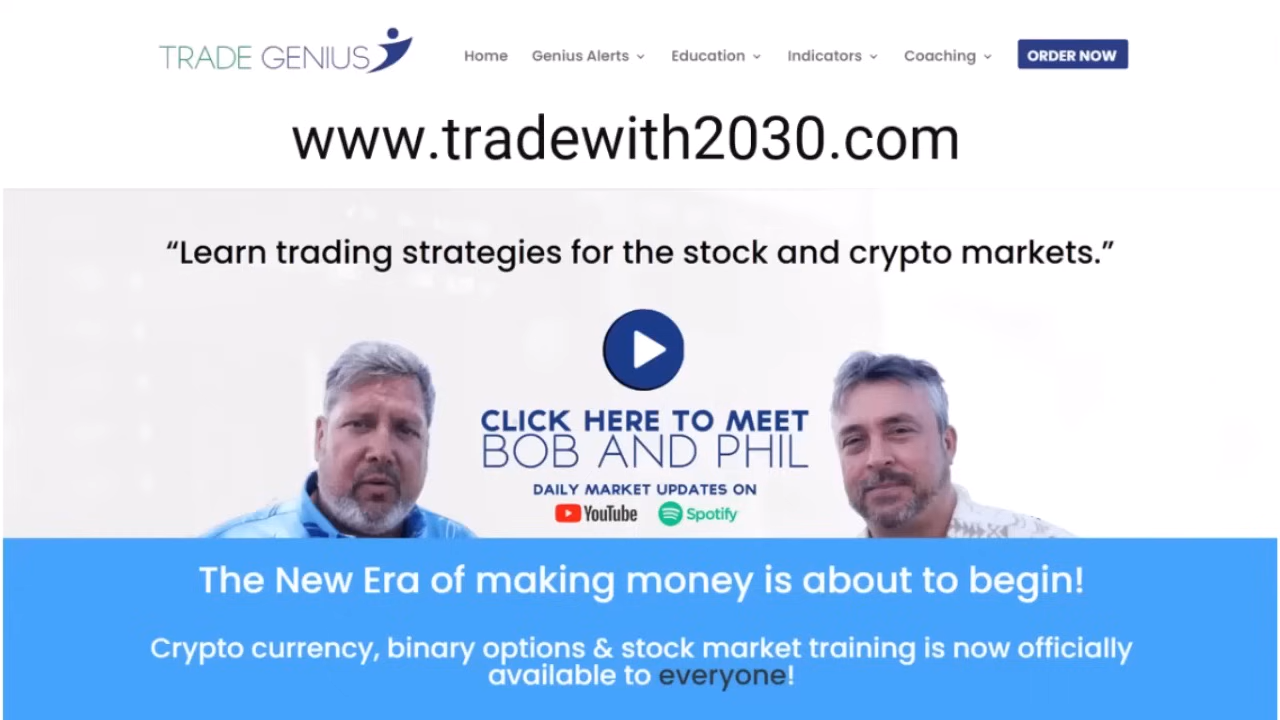 TRADE GENIUS
Home Genius Alerts Education Indicators Coaching ORDER NOW
www.tradewith2030.com
“Learn trading strategies for the stock and crypto markets.”
CLICK HERE TO MEET
BOB AND PHIL
DAILY MARKET UPDATES ON
YouTube Spotify
The New Era of making money is about to begin!
Crypto currency, binary options & stock market training is now officially
available to everyone!